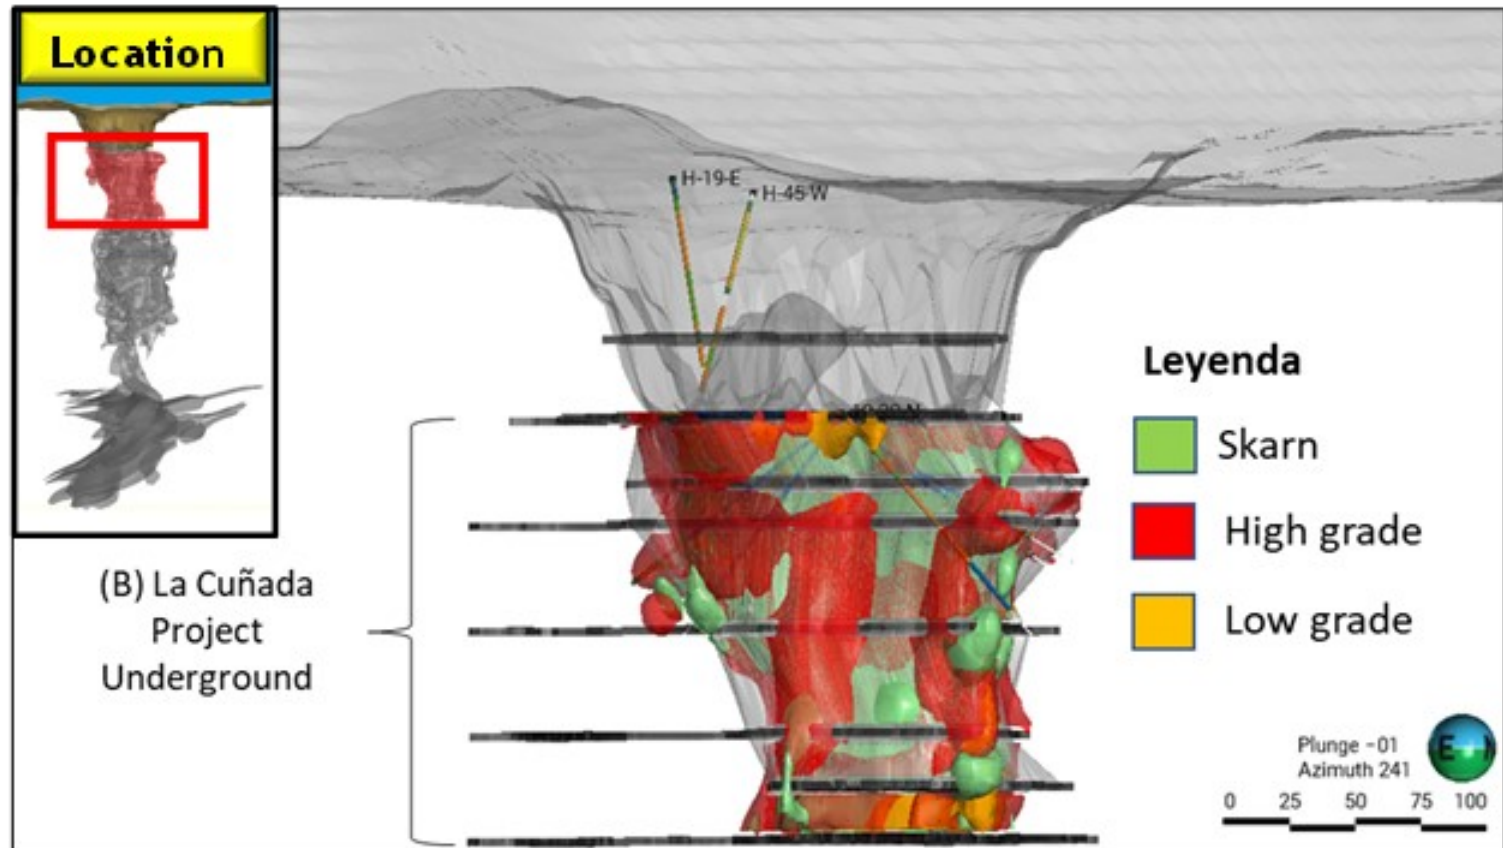 Location
H-19-E
H-45-W
Leyenda
Skarn
High grade
Low grade
(B) La Cuñada
Project
Underground
Plunge -01
Azimuth 241
E
0 25 50 75 100